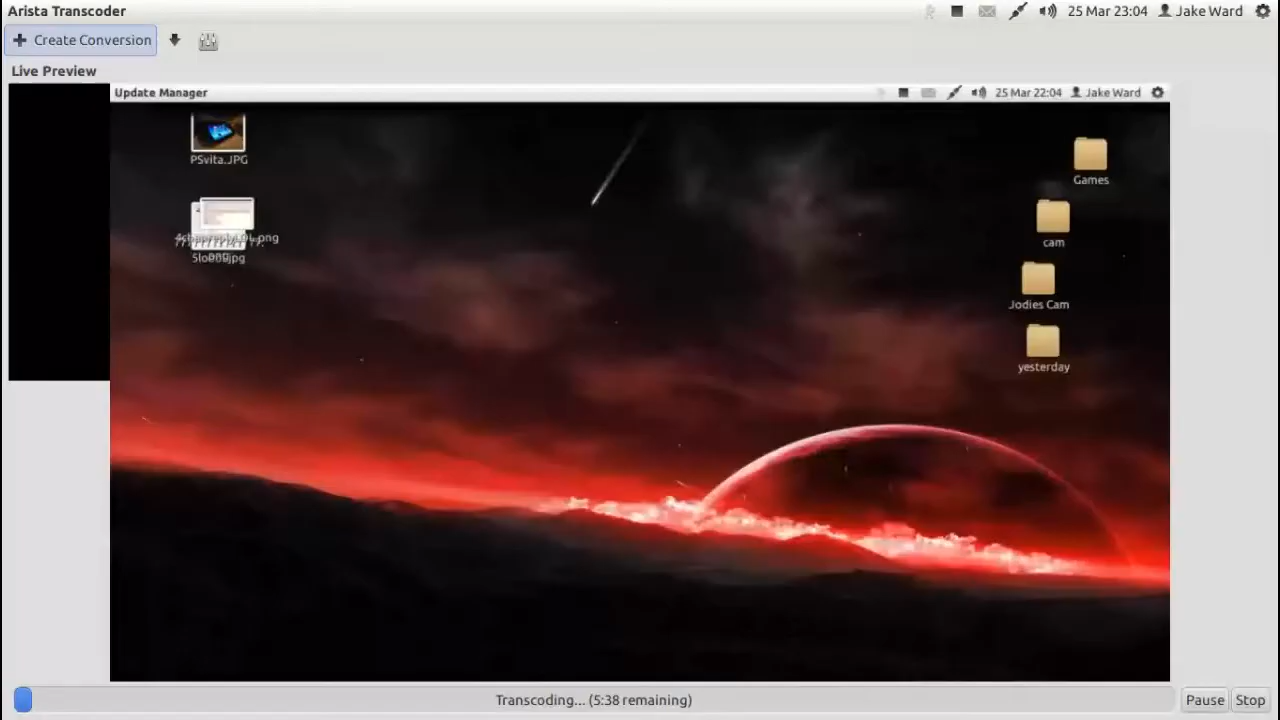 Arista Transcoder
25 Mar 23:04 Jake Ward
Create Conversion
Live Preview
Update Manager
25 Mar 22:04 Jake Ward
PSvita.JPG
Games
cam
Jodies Cam
yesterday
Transcoding... (5:38 remaining)
Pause
Stop